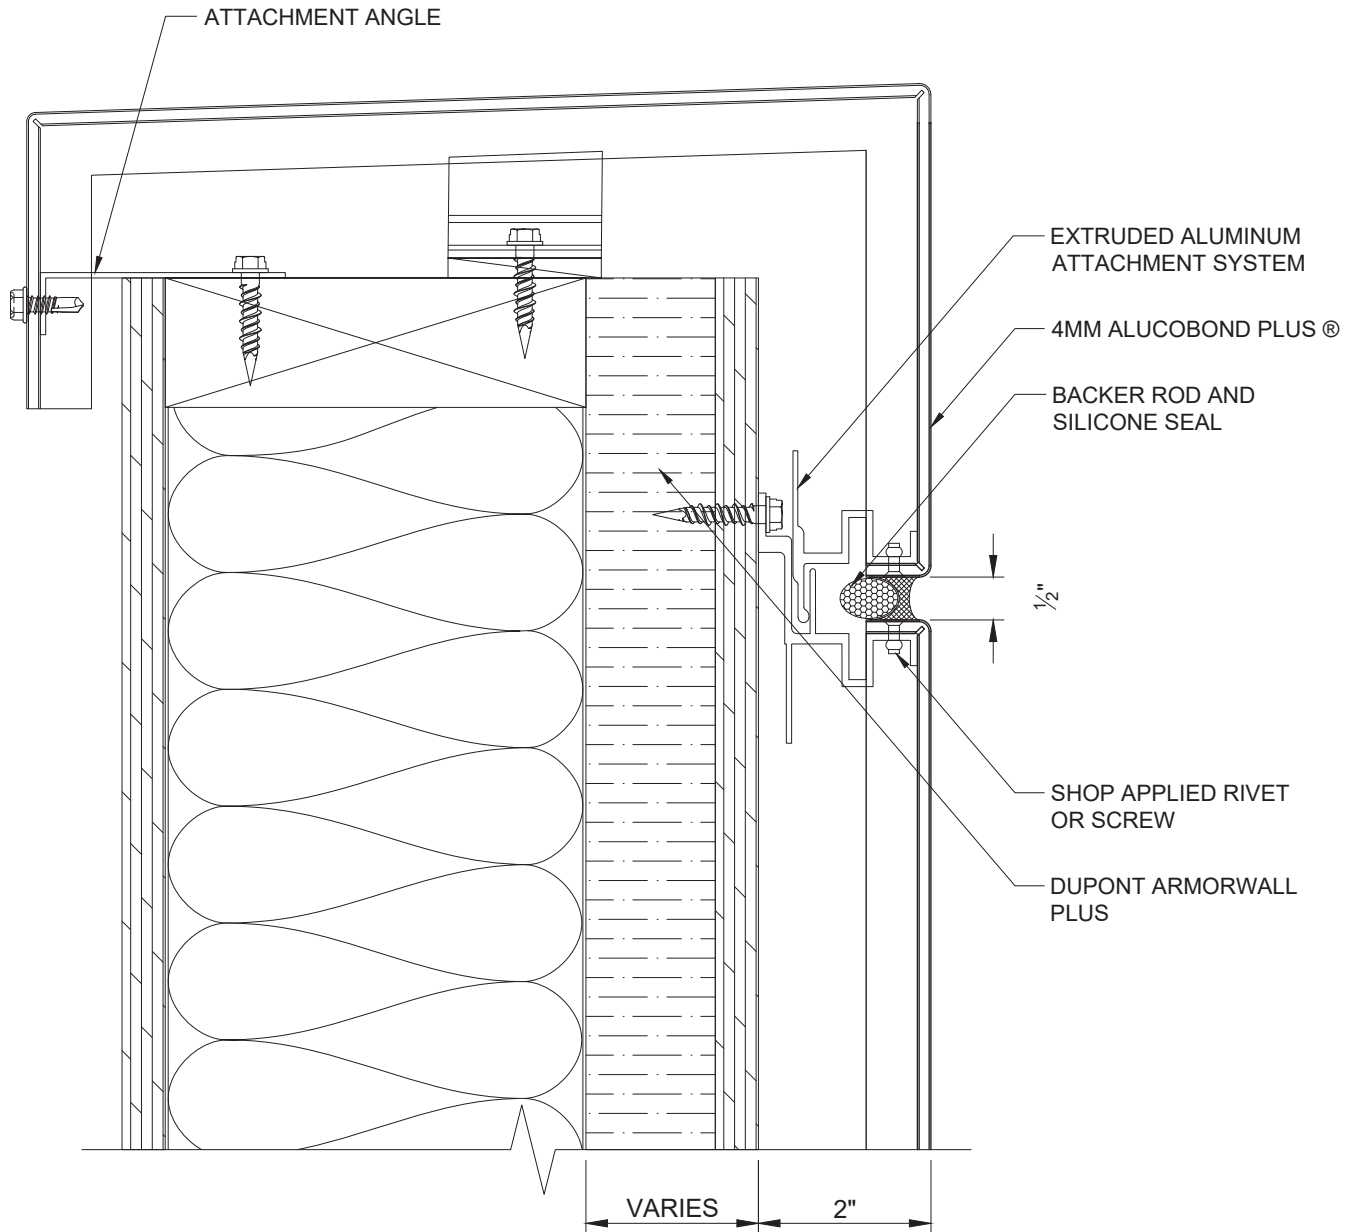 ATTACHMENT ANGLE
EXTRUDED ALUMINUM
ATTACHMENT SYSTEM
4MM ALUCOBOND PLUS ®
BACKER ROD AND
SILICONE SEAL
½"
SHOP APPLIED RIVET
OR SCREW
DUPONT ARMORWALL
PLUS
VARIES
2"